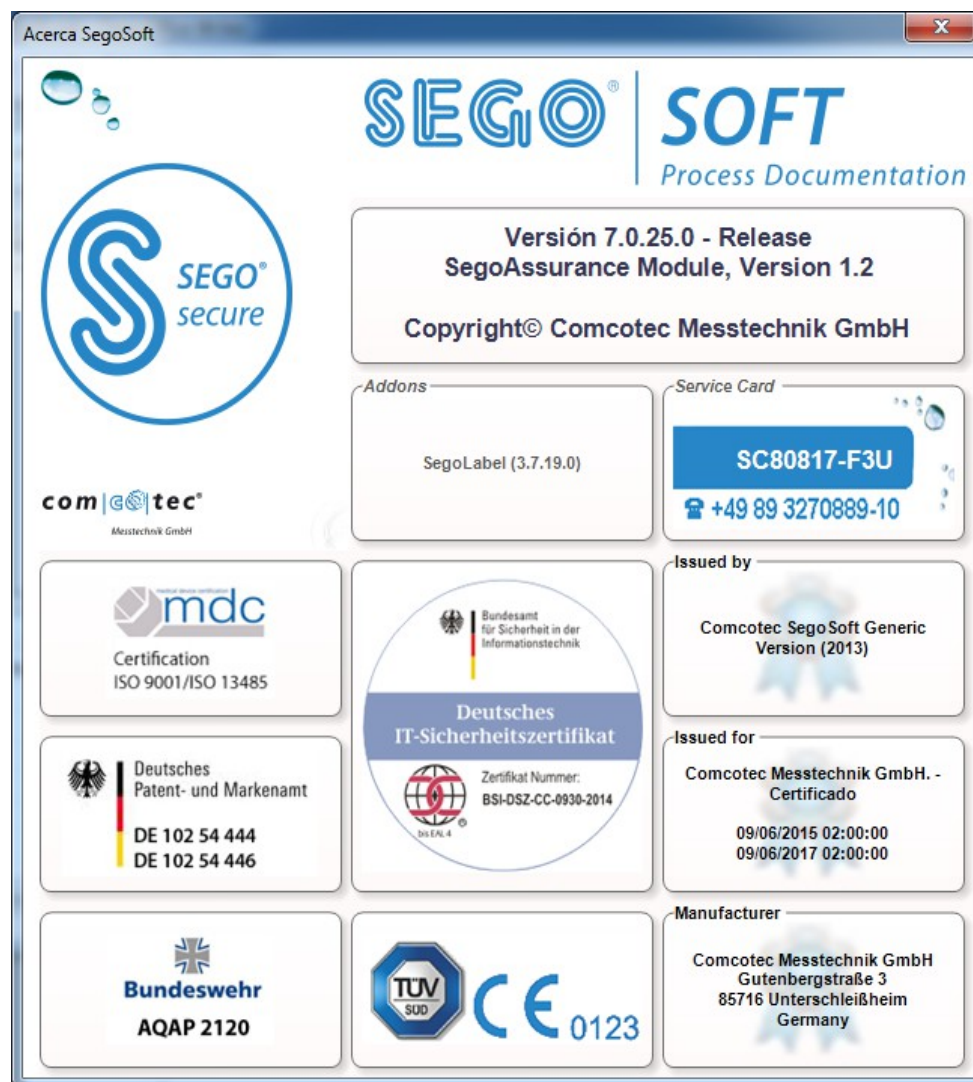 Acerca SegoSoft
SEGO® SOFT
Process Documentation
SEGO®
secure
com|co|tec®
Messtechnik GmbH
Versión 7.0.25.0 - Release
SegoAssurance Module, Version 1.2
Copyright© Comcotec Messtechnik GmbH
Addons
SegoLabel (3.7.19.0)
Service Card
SC80817-F3U
☎ +49 89 3270889-10
medical device certification
mdc
Certification
ISO 9001/ISO 13485
Bundesamt
für Sicherheit in der
Informationstechnik
Deutsches
IT-Sicherheitszertifikat
Zertifikat Nummer:
BSI-DSZ-CC-0930-2014
bis EAL 4
®
Issued by
Comcotec SegoSoft Generic
Version (2013)
Deutsches
Patent- und Markenamt
DE 102 54 444
DE 102 54 446
Issued for
Comcotec Messtechnik GmbH. -
Certificado
09/06/2015 02:00:00
09/06/2017 02:00:00
Bundeswehr
AQAP 2120
TÜV
SÜD
CE 0123
Manufacturer
Comcotec Messtechnik GmbH
Gutenbergstraße 3
85716 Unterschleißheim
Germany